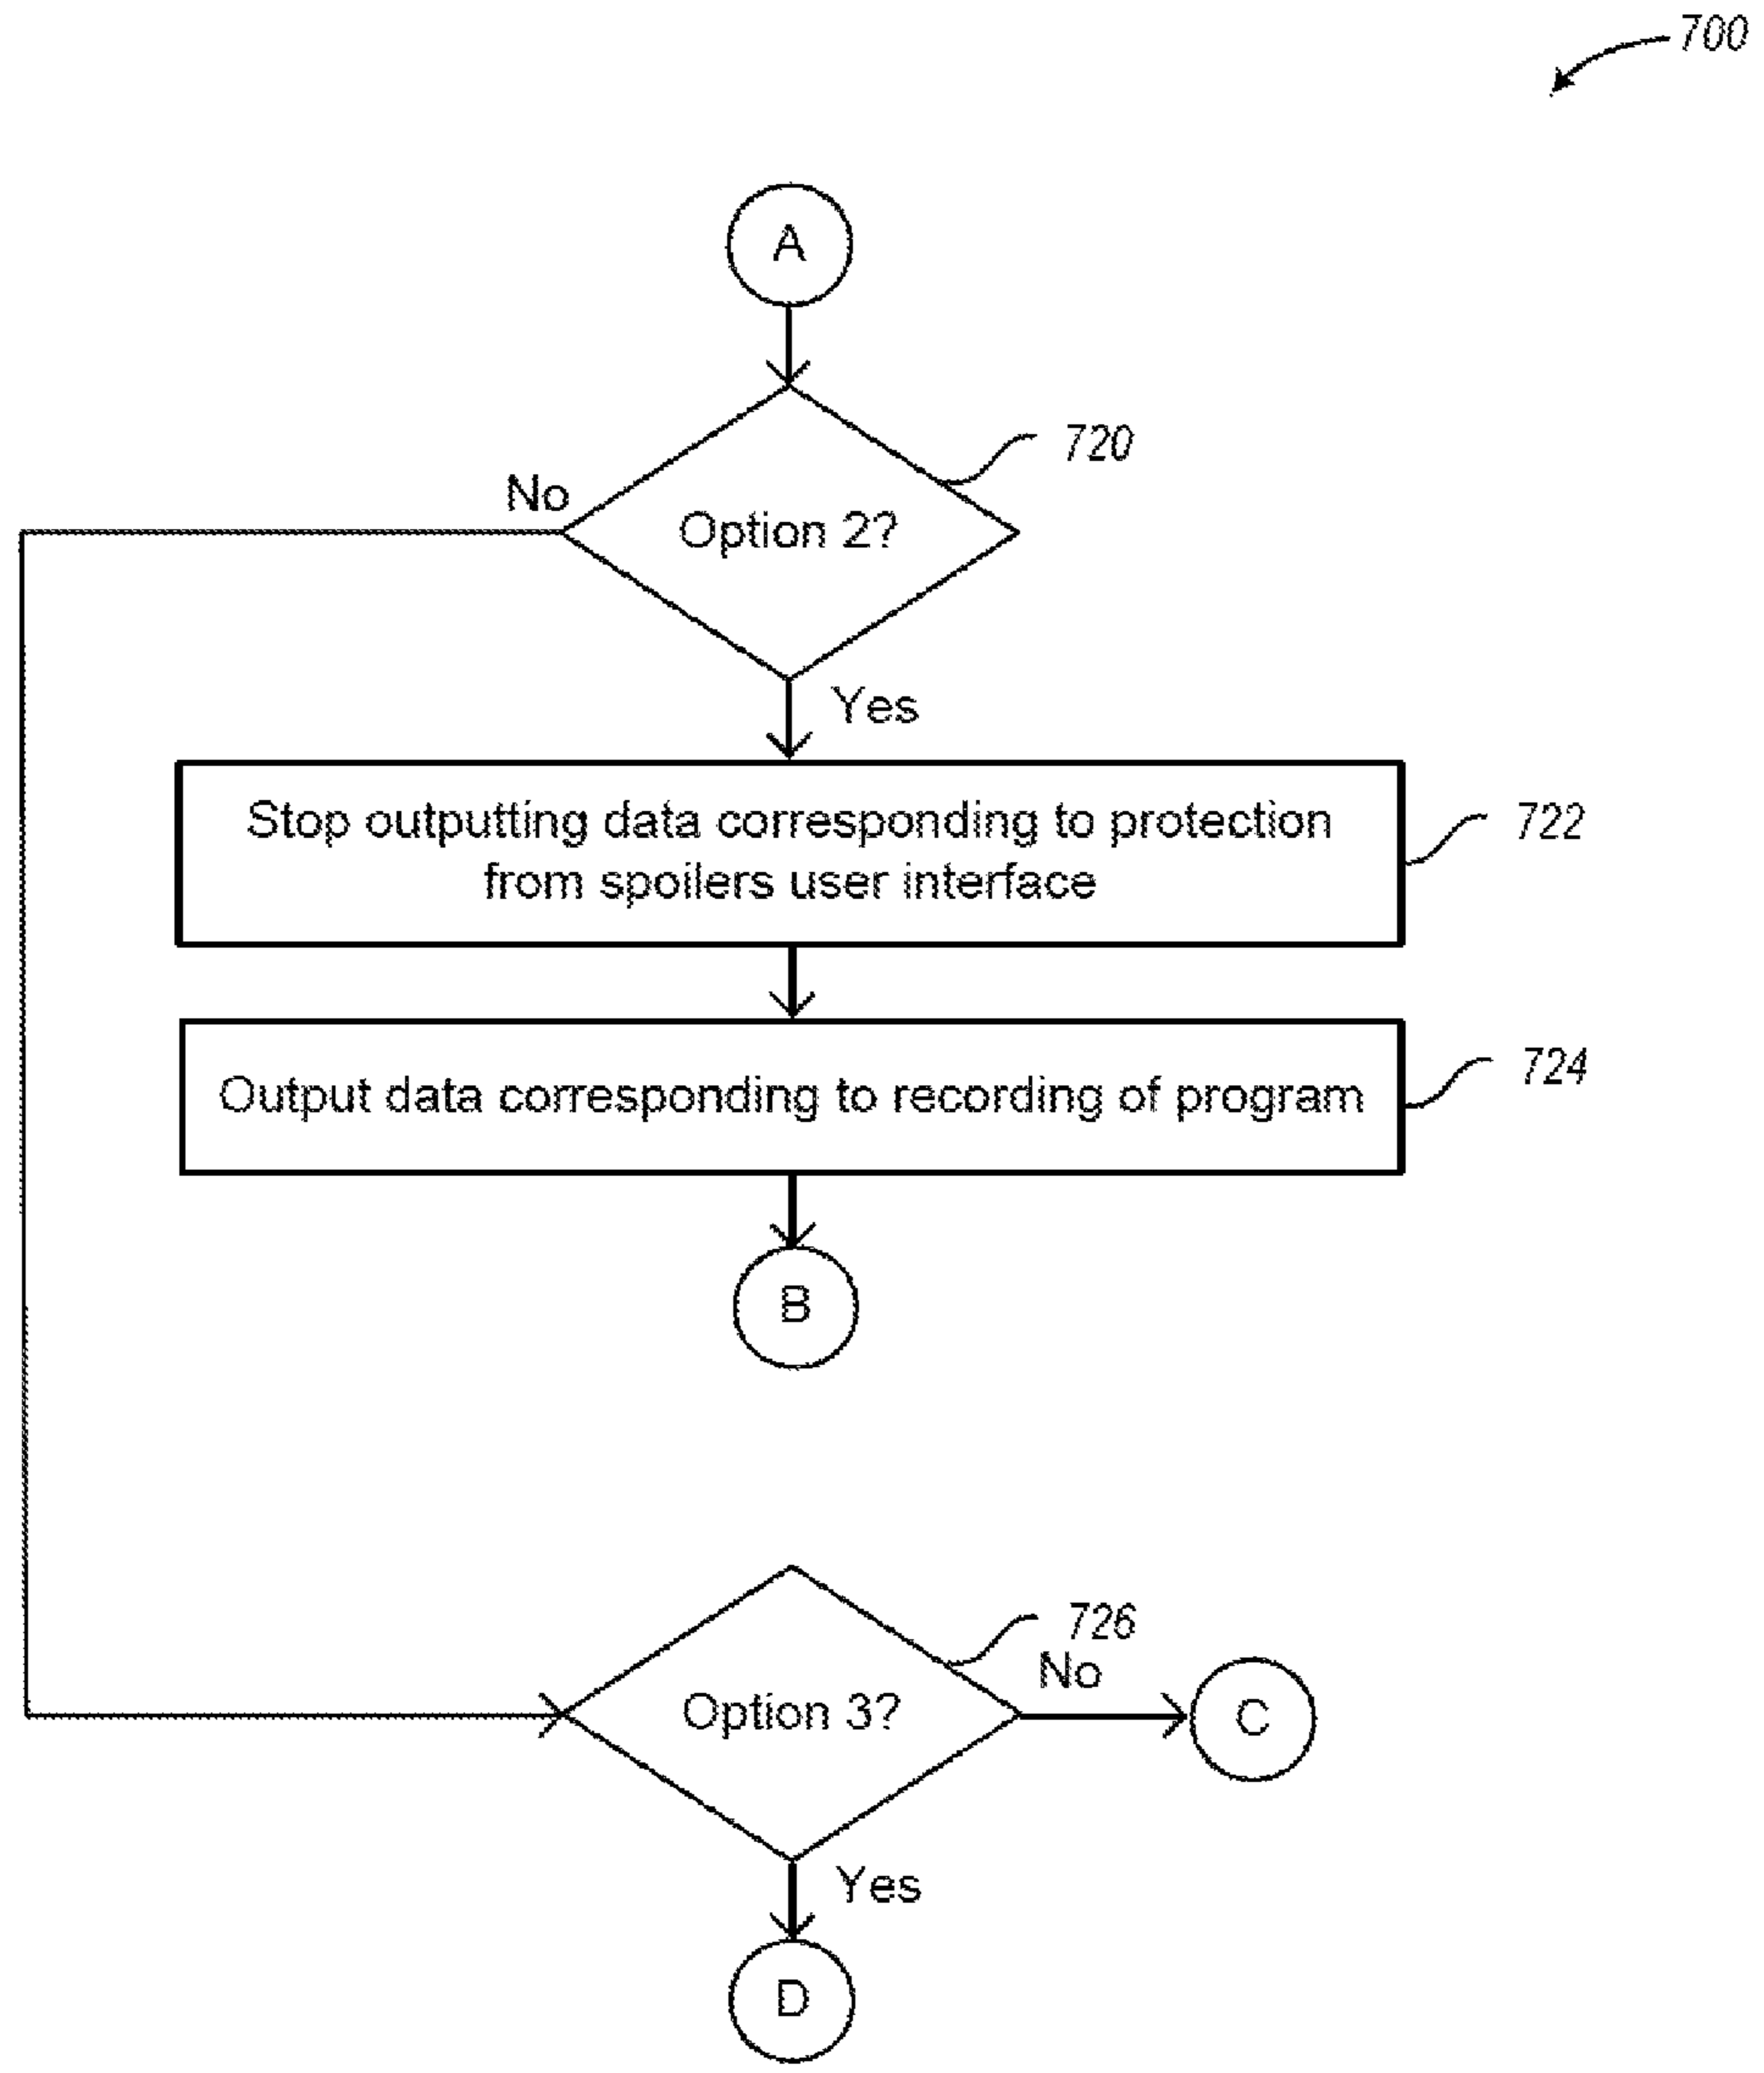 700
A
720
No
Option 2?
Yes
Stop outputting data corresponding to protection
from spoilers user interface
722
Output data corresponding to recording of program
724
B
726
No
Option 3?
C
Yes
D